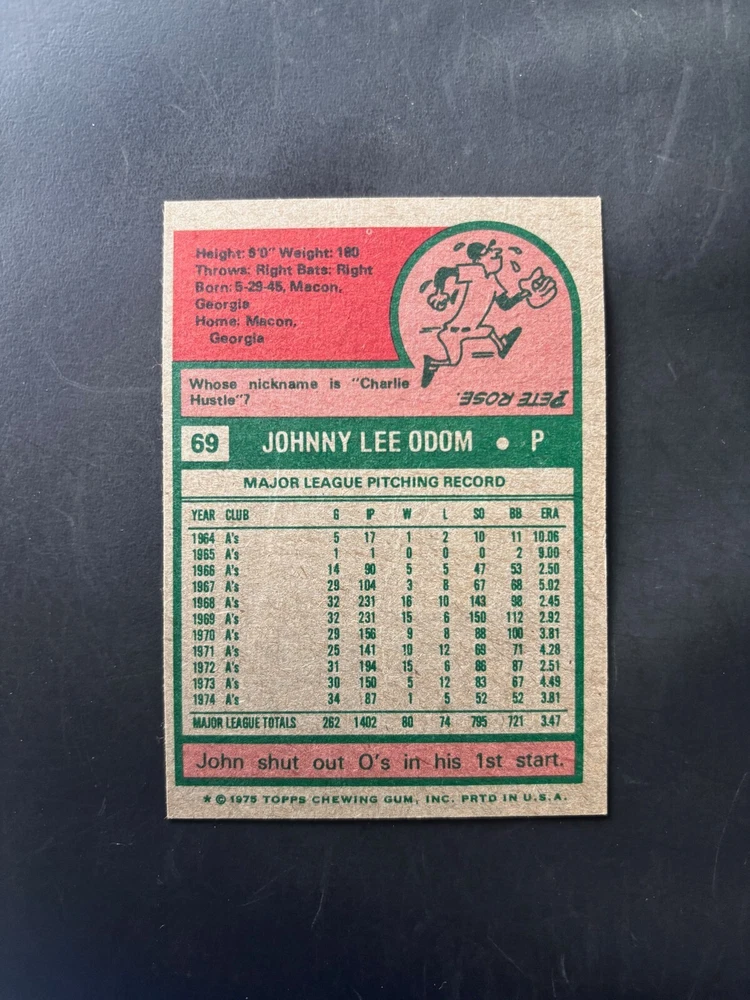 Height: 6'0" Weight: 180
Throws: Right Bats: Right
Born: 5-29-45, Macon,
Georgia
Home: Macon,
Georgia
Whose nickname is "Charlie
Hustle"?
PETE ROSE.
69 JOHNNY LEE ODOM • P
MAJOR LEAGUE PITCHING RECORD
YEAR CLUB G IP W L SO BB ERA
1964 A's 5 17 1 2 10 11 10.06
1965 A's 1 1 0 0 0 2 9.00
1966 A's 14 90 5 5 47 53 2.50
1967 A's 29 104 3 8 67 68 5.02
1968 A's 32 231 16 10 143 98 2.45
1969 A's 32 231 15 6 150 112 2.92
1970 A's 29 156 9 8 88 100 3.81
1971 A's 25 141 10 12 69 71 4.28
1972 A's 31 194 15 6 86 87 2.51
1973 A's 30 150 5 12 83 67 4.49
1974 A's 34 87 1 5 52 52 3.81
MAJOR LEAGUE TOTALS 262 1402 80 74 795 721 3.47
John shut out O's in his 1st start.
* © 1975 TOPPS CHEWING GUM, INC. PRTD IN U.S.A.